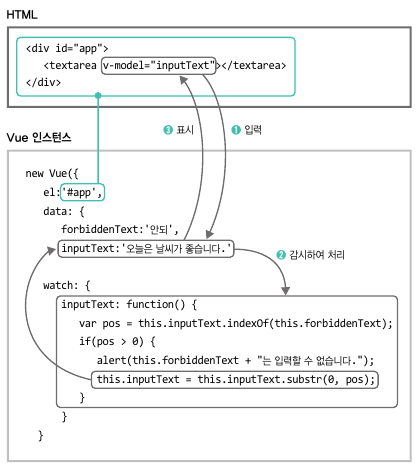 HTML
<div id="app">
<textarea v-model="inputText"></textarea>
</div>
❸ 표시
❶ 입력
Vue 인스턴스
new Vue({
el:'#app',
data: {
forbiddenText:'안되',
inputText:'오늘은 날씨가 좋습니다.'
❷ 감시하여 처리
watch: {
inputText: function() {
var pos = this.inputText.indexOf(this.forbiddenText);
if(pos > 0) {
alert(this.forbiddenText + "는 입력할 수 없습니다.");
this.inputText = this.inputText.substr(0, pos);
}
}
}